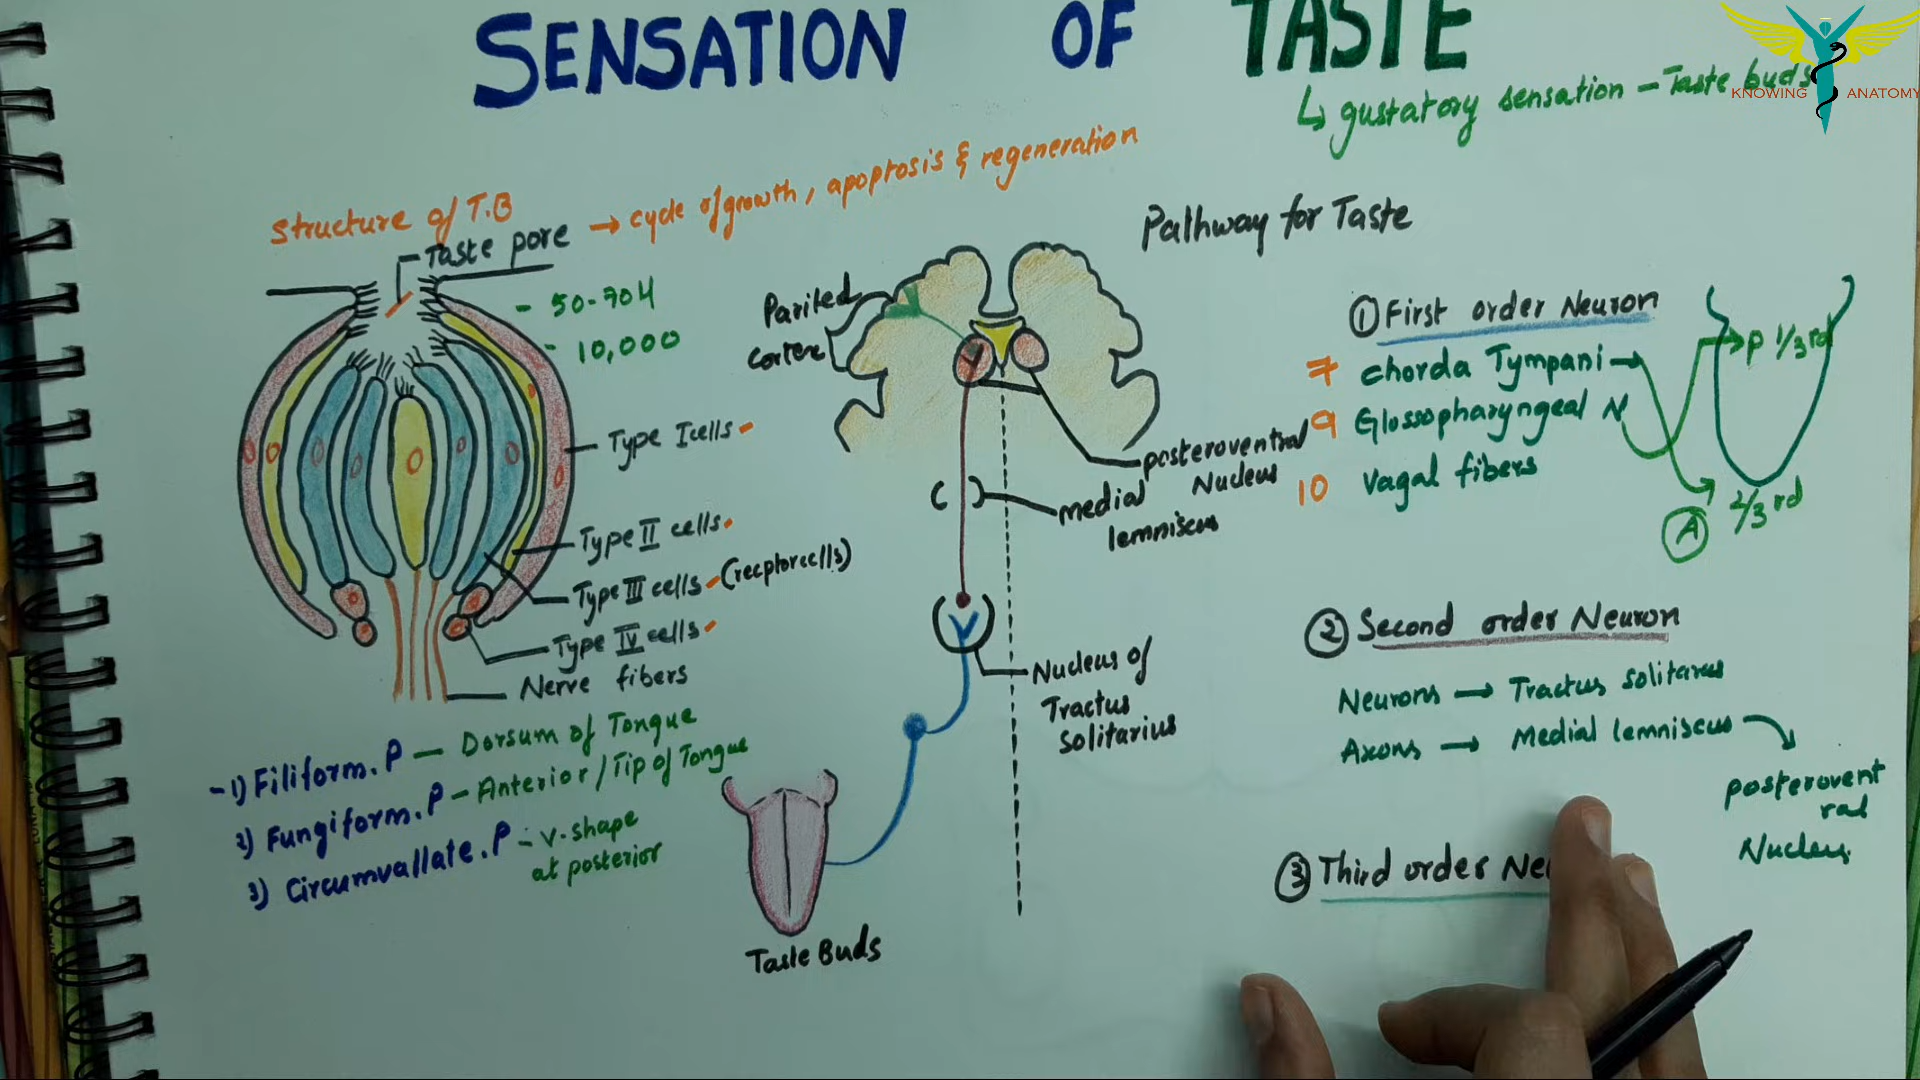 SENSATION OF TASTE
↳ gustatory sensation – Taste buds
KNOWING ANATOMY
Structure of T.B → cycle of growth, apoptosis & regeneration
Taste pore
- 50-70μ
- 10,000
Type I cells
Type II cells
Type III cells (recptorcells)
Type IV cells
Nerve fibers
1) Filiform.P – Dorsum of Tongue
2) Fungiform.P – Anterior/Tip of Tongue
3) Circumvallate.P – V-shape
at posterior
Pathway for Taste
cortex
posteroventral
Nucleus
medial
lemniscus
Nucleus of
Tractus
solitarius
Taste Buds
① First order Neuron
7 chorda Tympani →
9 Glossopharyngeal N
10 Vagal fibers
P 1/3rd
A 2/3rd
② Second order Neuron
Neurons → Tractus solitarius
Axons → Medial lemniscus
posterovent
ral
Nucleus
③ Third order Ne